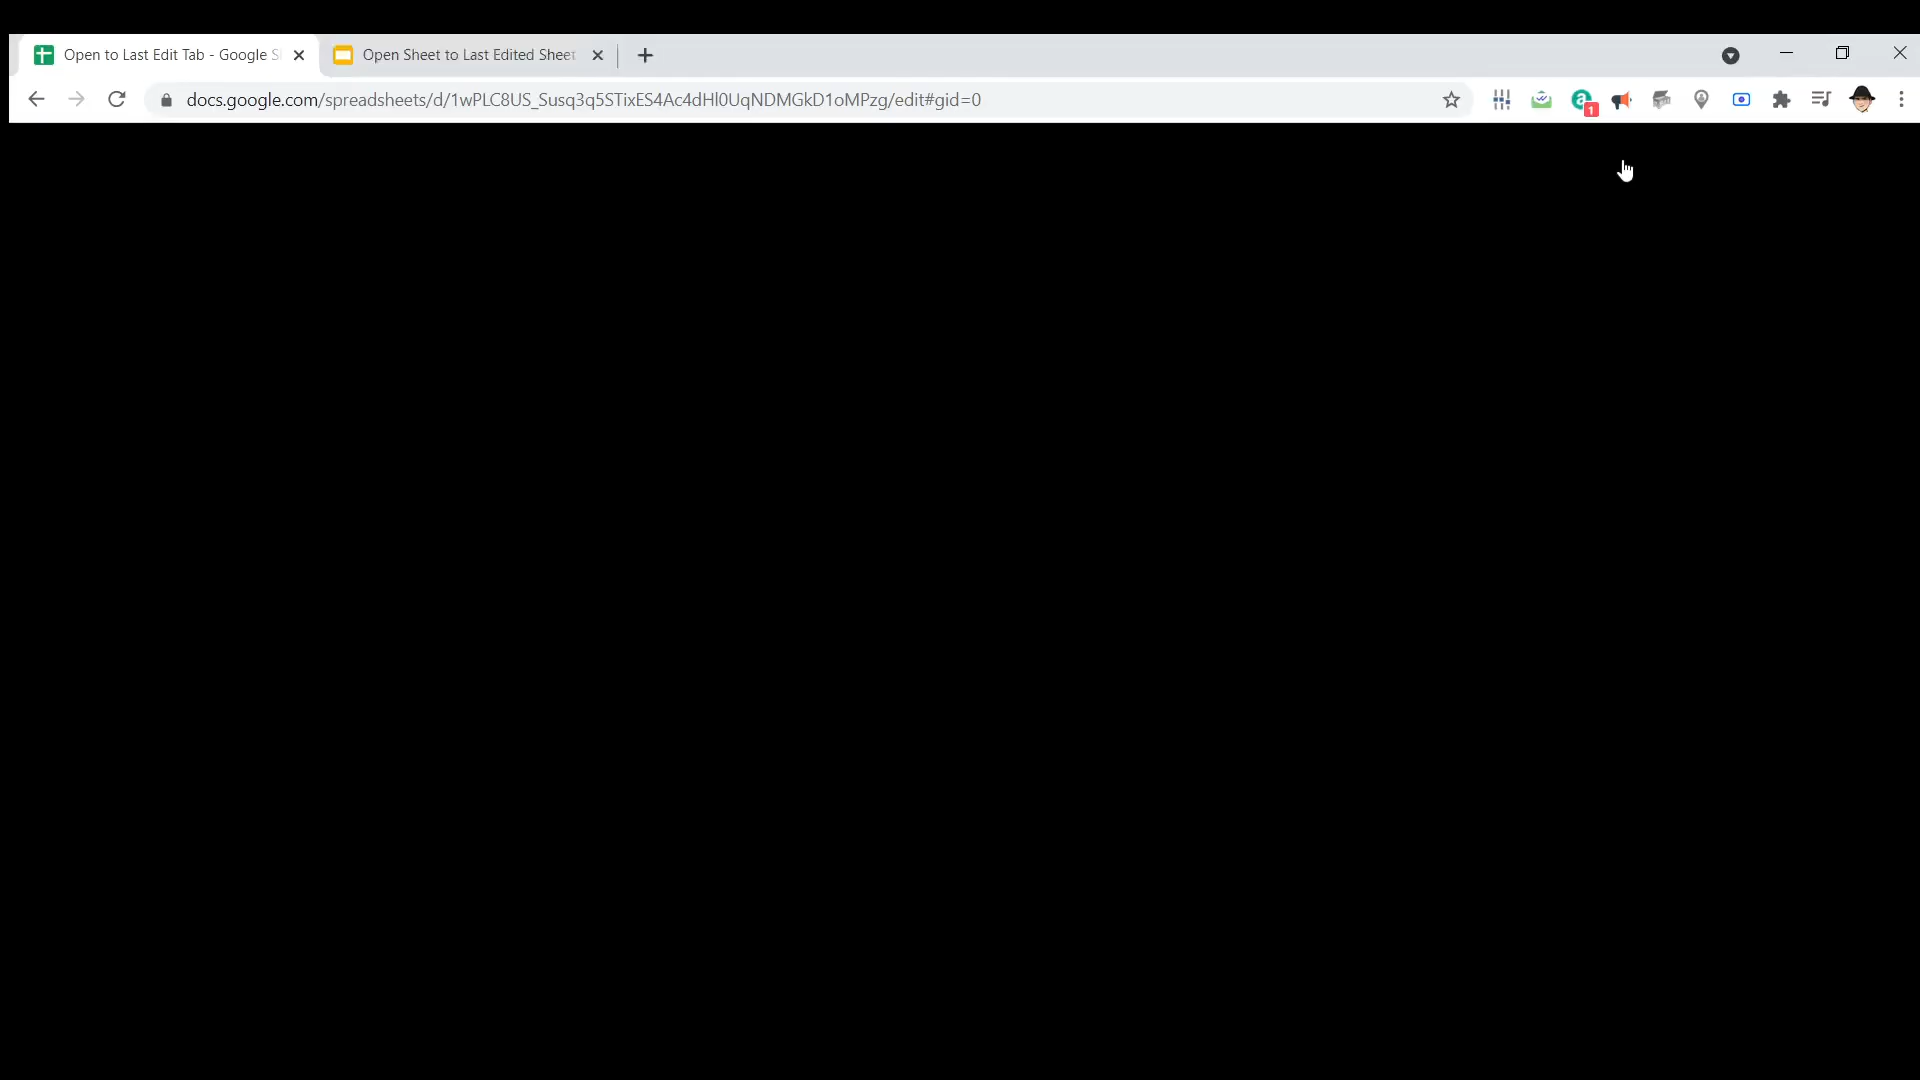 Open to Last Edit Tab - Google S
Open Sheet to Last Edited Sheet
docs.google.com/spreadsheets/d/1wPLC8US_Susq3q5STixES4Ac4dHl0UqNDMGkD1oMPzg/edit#gid=0
a
1